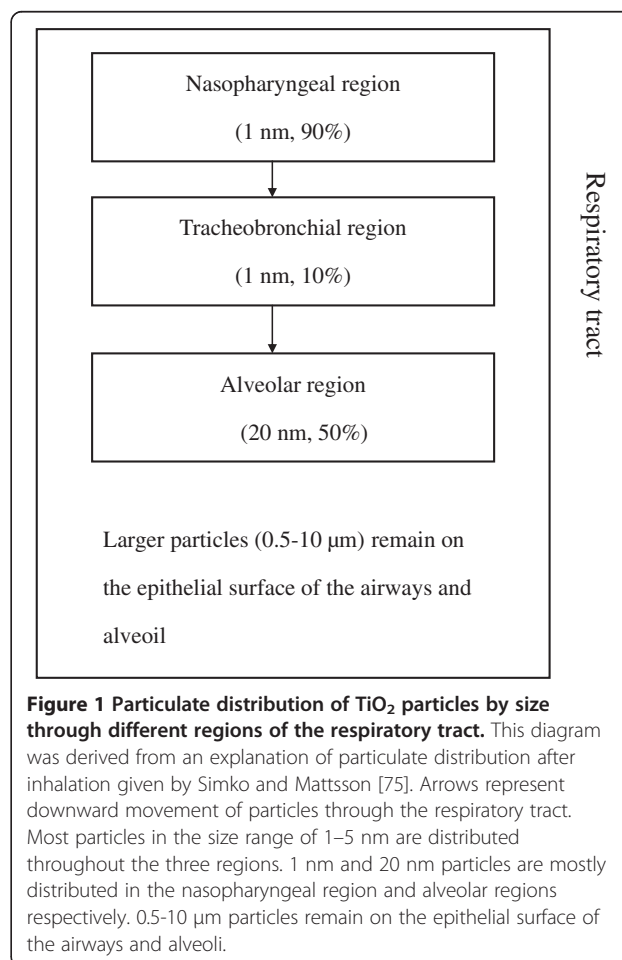 Nasopharyngeal region
(1 nm, 90%)
Tracheobronchial region
(1 nm, 10%)
Alveolar region
(20 nm, 50%)
Larger particles (0.5-10 µm) remain on
the epithelial surface of the airways and
alveoil
Respiratory tract
Figure 1 Particulate distribution of TiO₂ particles by size
through different regions of the respiratory tract. This diagram
was derived from an explanation of particulate distribution after
inhalation given by Simko and Mattsson [75]. Arrows represent
downward movement of particles through the respiratory tract.
Most particles in the size range of 1–5 nm are distributed
throughout the three regions. 1 nm and 20 nm particles are mostly
distributed in the nasopharyngeal region and alveolar regions
respectively. 0.5-10 µm particles remain on the epithelial surface of
the airways and alveoli.